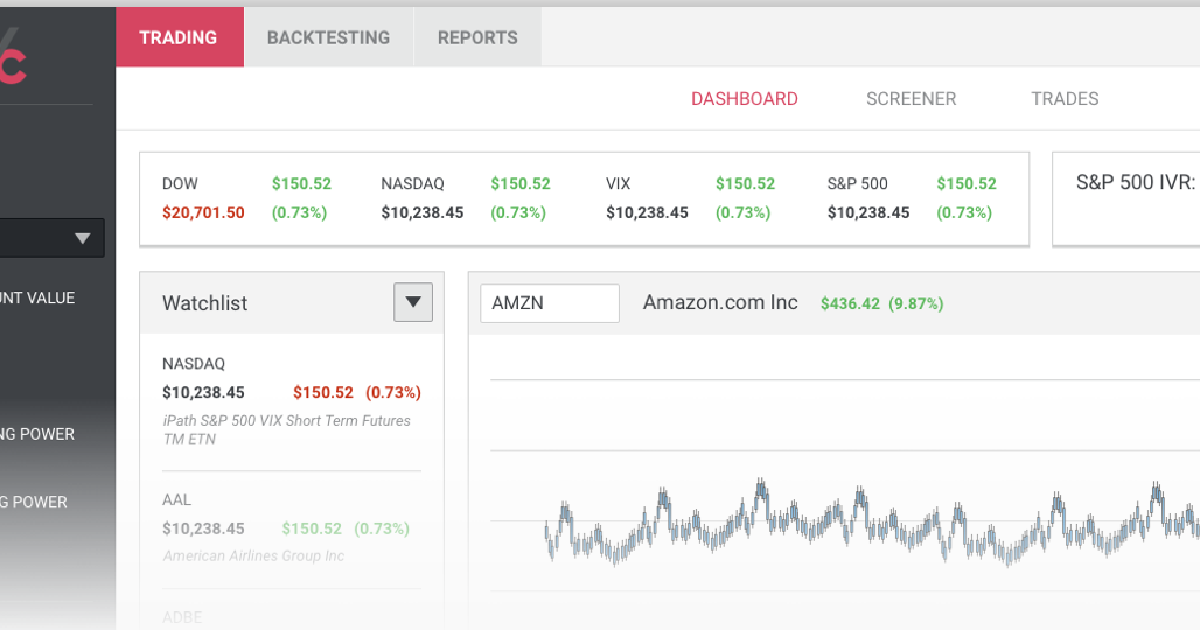 TRADING BACKTESTING REPORTS
DASHBOARD SCREENER TRADES
DOW $150.52 NASDAQ $150.52 VIX $150.52 S&P 500 $150.52
$20,701.50 (0.73%) $10,238.45 (0.73%) $10,238.45 (0.73%) $10,238.45 (0.73%)
S&P 500 IVR:
UNT VALUE
NG POWER
G POWER
Watchlist
NASDAQ
$10,238.45 $150.52 (0.73%)
iPath S&P 500 VIX Short Term Futures
TM ETN
AAL
$10,238.45 $150.52 (0.73%)
American Airlines Group Inc
ADBE
AMZN Amazon.com Inc $436.42 (9.87%)